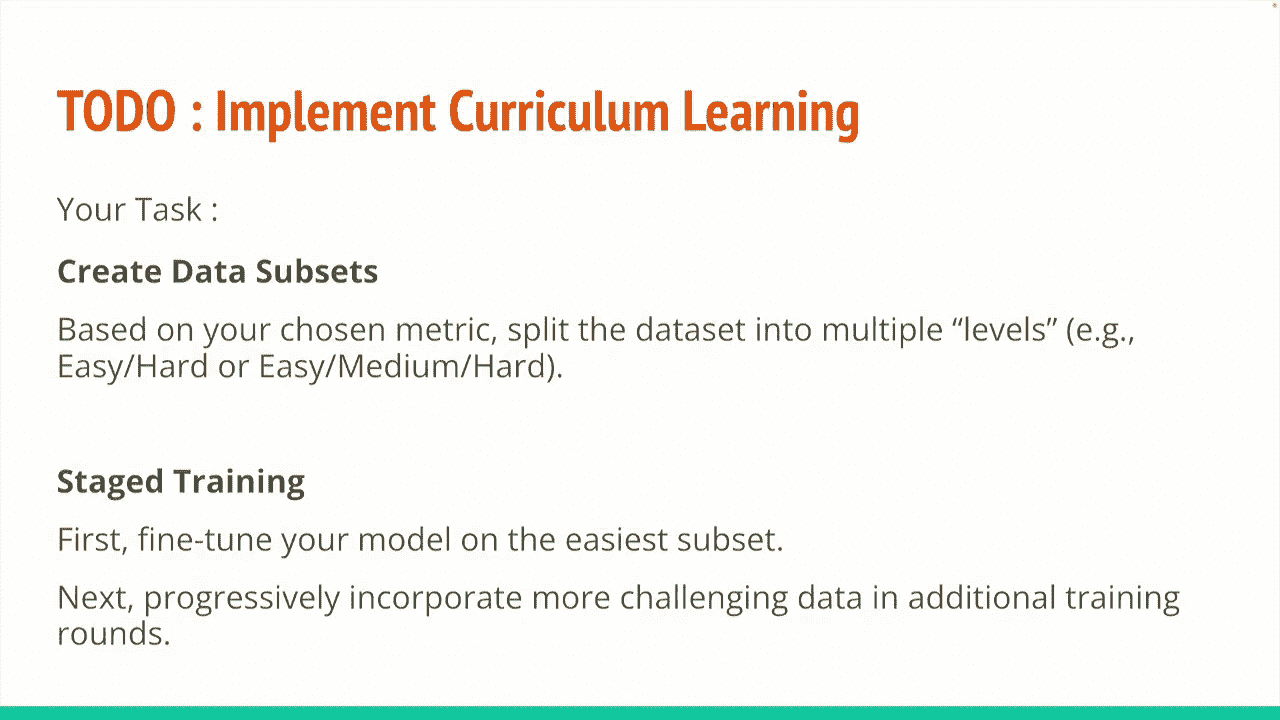 TODO : Implement Curriculum Learning
Your Task :
Create Data Subsets
Based on your chosen metric, split the dataset into multiple “levels” (e.g.,
Easy/Hard or Easy/Medium/Hard).
Staged Training
First, fine-tune your model on the easiest subset.
Next, progressively incorporate more challenging data in additional training
rounds.